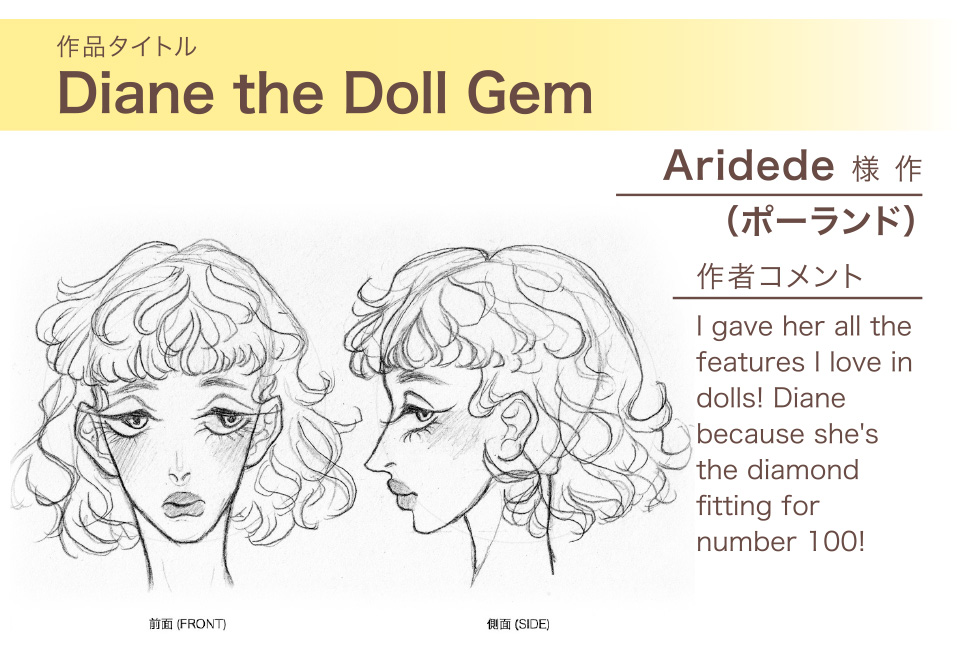 作品タイトル
Diane the Doll Gem
Aridede 様 作
（ポーランド）
作者コメント
I gave her all the
features I love in
dolls! Diane
because she's
the diamond
fitting for
number 100!
前面 (FRONT)
側面 (SIDE)